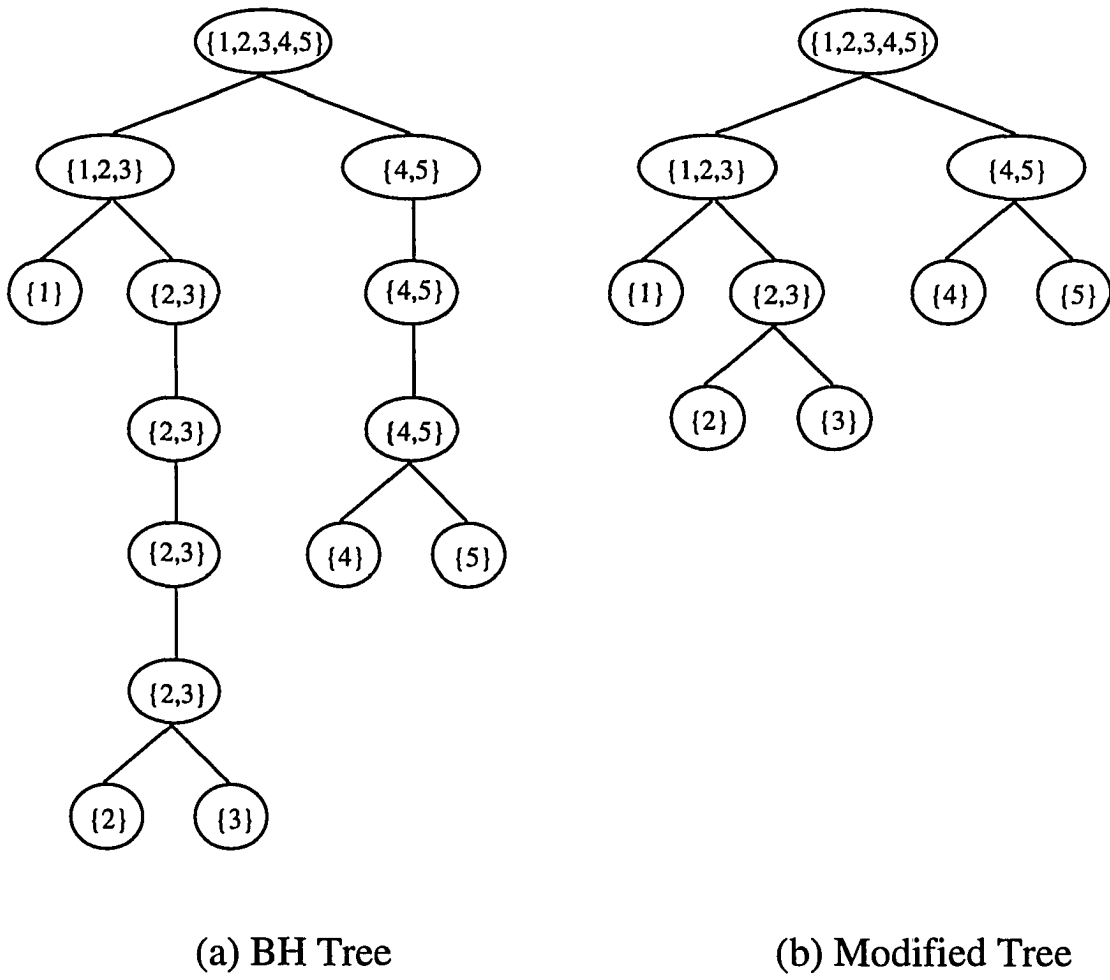 {1,2,3,4,5}
{1,2,3} {4,5}
{1} {2,3} {4,5}
{2,3} {4,5}
{2,3} {4} {5}
{2,3}
{2} {3}
(a) BH Tree
{1,2,3,4,5}
{1,2,3} {4,5}
{1} {2,3} {4} {5}
{2} {3}
(b) Modified Tree